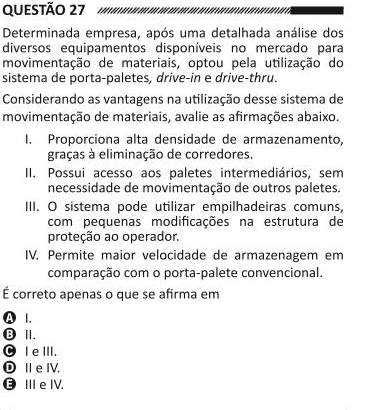 QUESTÃO 27
Determinada empresa, após uma detalhada análise dos
diversos equipamentos disponíveis no mercado para
movimentação de materiais, optou pela utilização do
sistema de porta-paletes, drive-in e drive-thru.
Considerando as vantagens na utilização desse sistema de
movimentação de materiais, avalie as afirmações abaixo.
I. Proporciona alta densidade de armazenamento,
graças à eliminação de corredores.
II. Possui acesso aos paletes intermediários, sem
necessidade de movimentação de outros paletes.
III. O sistema pode utilizar empilhadeiras comuns,
com pequenas modificações na estrutura de
proteção ao operador.
IV. Permite maior velocidade de armazenagem em
comparação com o porta-palete convencional.
É correto apenas o que se afirma em
A I.
B II.
C I e III.
D II e IV.
E III e IV.